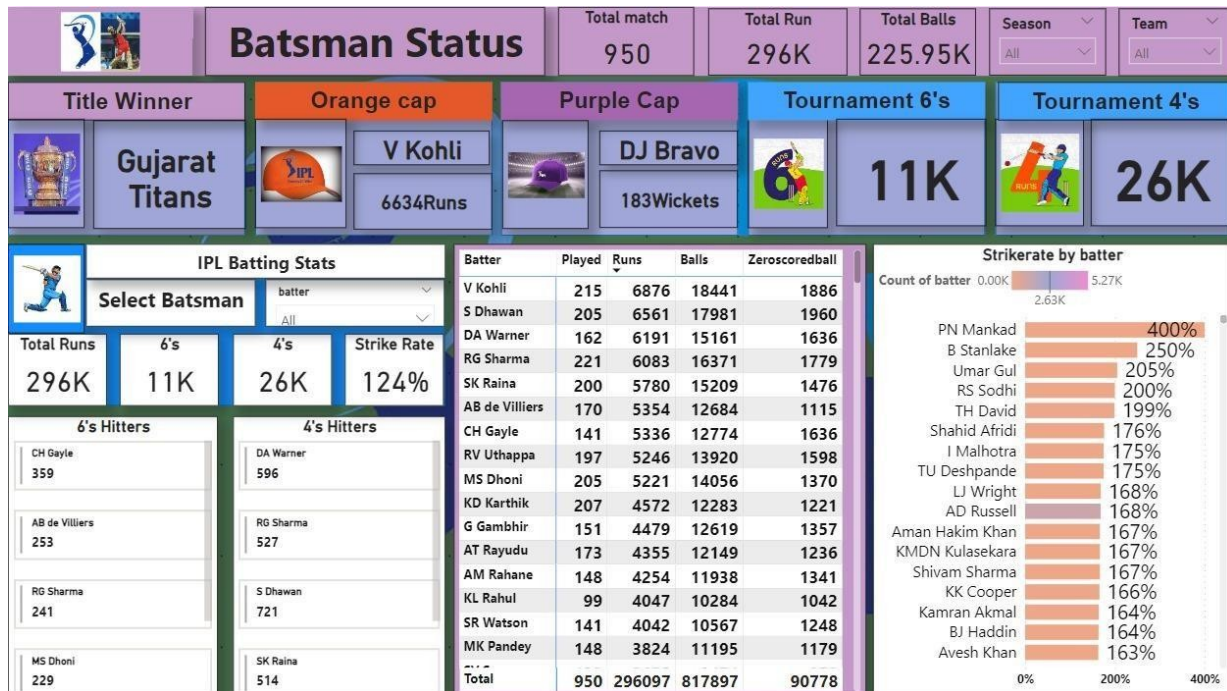 Batsman Status
Total match
950
Total Run
296K
Total Balls
225.95K
Season
All
Team
All
Title Winner
Gujarat
Titans
Orange cap
IPL
V Kohli
6634Runs
Purple Cap
DJ Bravo
183Wickets
Tournament 6's
RUNS
6
11K
Tournament 4's
4
RUNS
26K
IPL Batting Stats
Select Batsman
batter
All
Total Runs
296K
6's
11K
4's
26K
Strike Rate
124%
6's Hitters
CH Gayle
359
AB de Villiers
253
RG Sharma
241
MS Dhoni
229
4's Hitters
DA Warner
596
RG Sharma
527
S Dhawan
721
SK Raina
514
Batter Played Runs Balls Zeroscoredball
V Kohli 215 6876 18441 1886
S Dhawan 205 6561 17981 1960
DA Warner 162 6191 15161 1636
RG Sharma 221 6083 16371 1779
SK Raina 200 5780 15209 1476
AB de Villiers 170 5354 12684 1115
CH Gayle 141 5336 12774 1636
RV Uthappa 197 5246 13920 1598
MS Dhoni 205 5221 14056 1370
KD Karthik 207 4572 12283 1221
G Gambhir 151 4479 12619 1357
AT Rayudu 173 4355 12149 1236
AM Rahane 148 4254 11938 1341
KL Rahul 99 4047 10284 1042
SR Watson 141 4042 10567 1248
MK Pandey 148 3824 11195 1179
Total 950 296097 817897 90778
Strikerate by batter
Count of batter 0.00K 5.27K
2.63K
PN Mankad 400%
B Stanlake 250%
Umar Gul 205%
RS Sodhi 200%
TH David 199%
Shahid Afridi 176%
I Malhotra 175%
TU Deshpande 175%
LJ Wright 168%
AD Russell 168%
Aman Hakim Khan 167%
KMDN Kulasekara 167%
Shivam Sharma 167%
KK Cooper 166%
Kamran Akmal 164%
BJ Haddin 164%
Avesh Khan 163%
0% 200% 400%